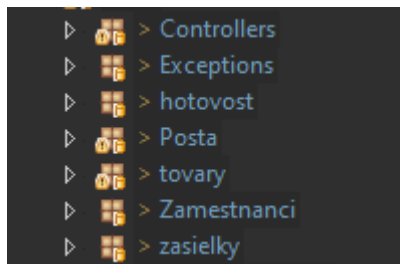 > Controllers
> Exceptions
> hotovost
> Posta
> tovary
> Zamestnanci
> zasielky